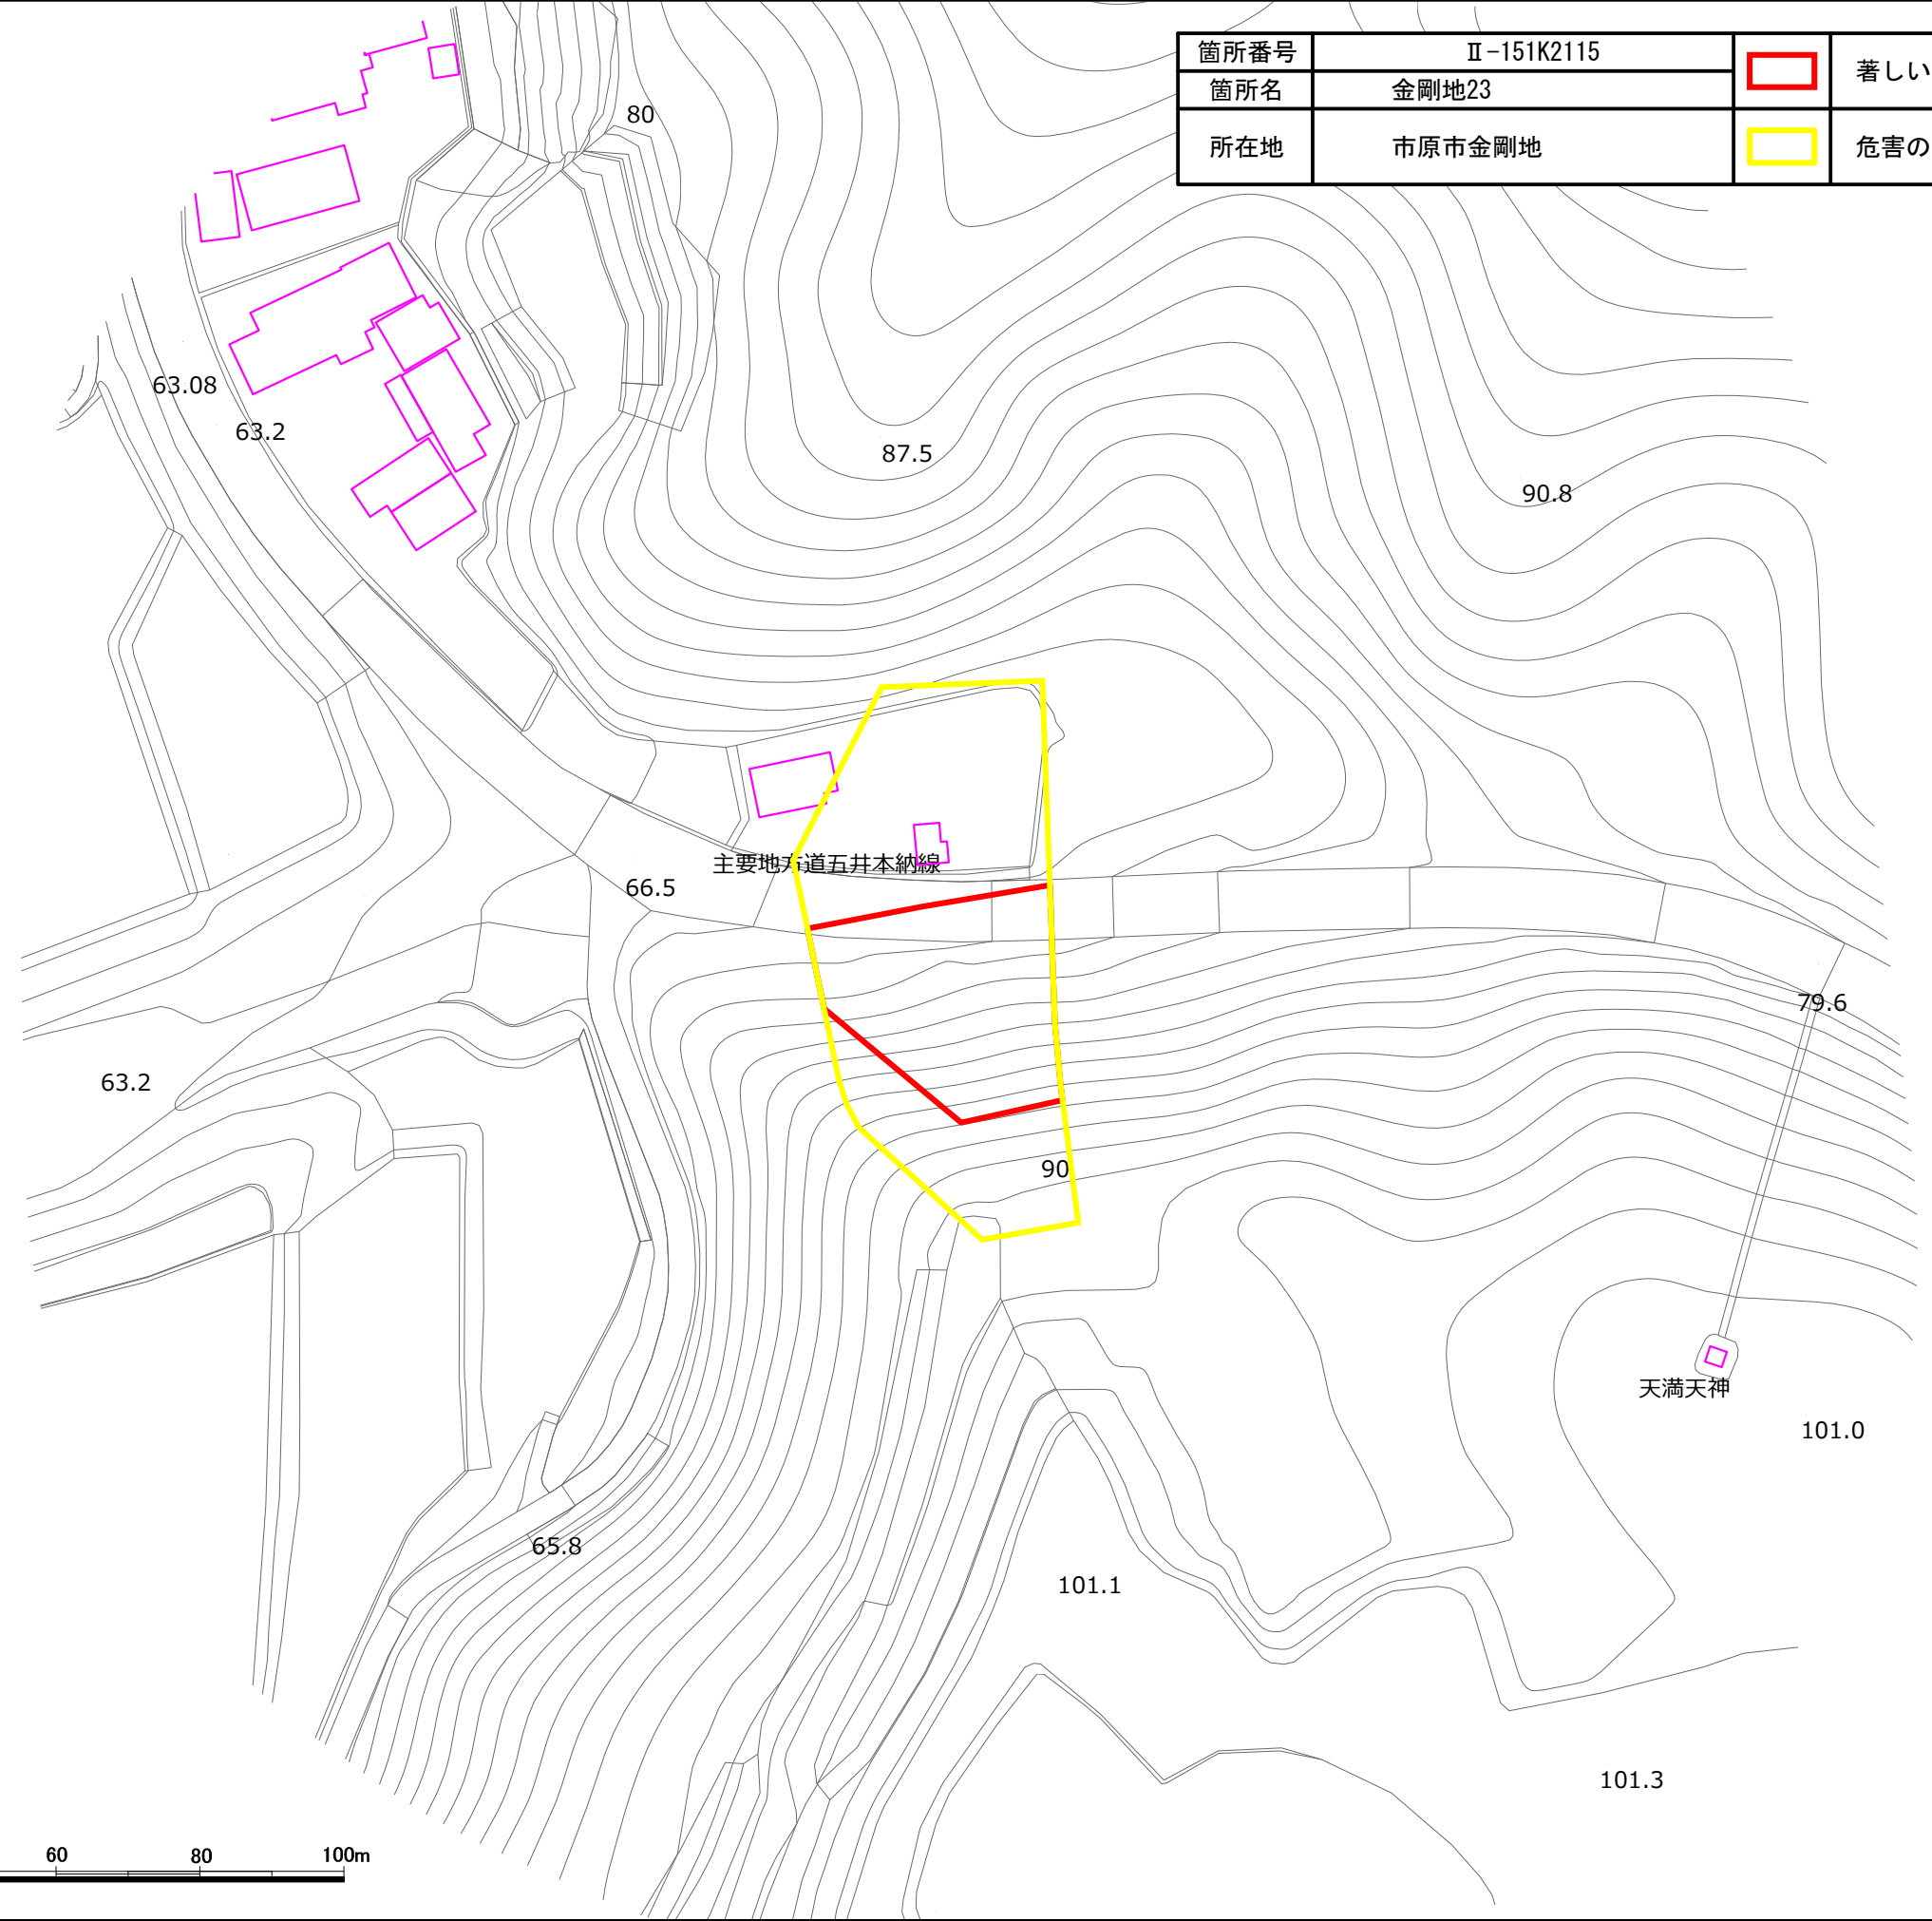 箇所番号 Ⅱ-151K2115 著しい
箇所名 金剛地23
所在地 市原市金剛地 危害の
80
63.08
63.2
87.5
90.8
主要地方道五井本納線
66.5
79.6
63.2
90
天満天神
101.0
65.8
101.1
101.3
60 80 100m